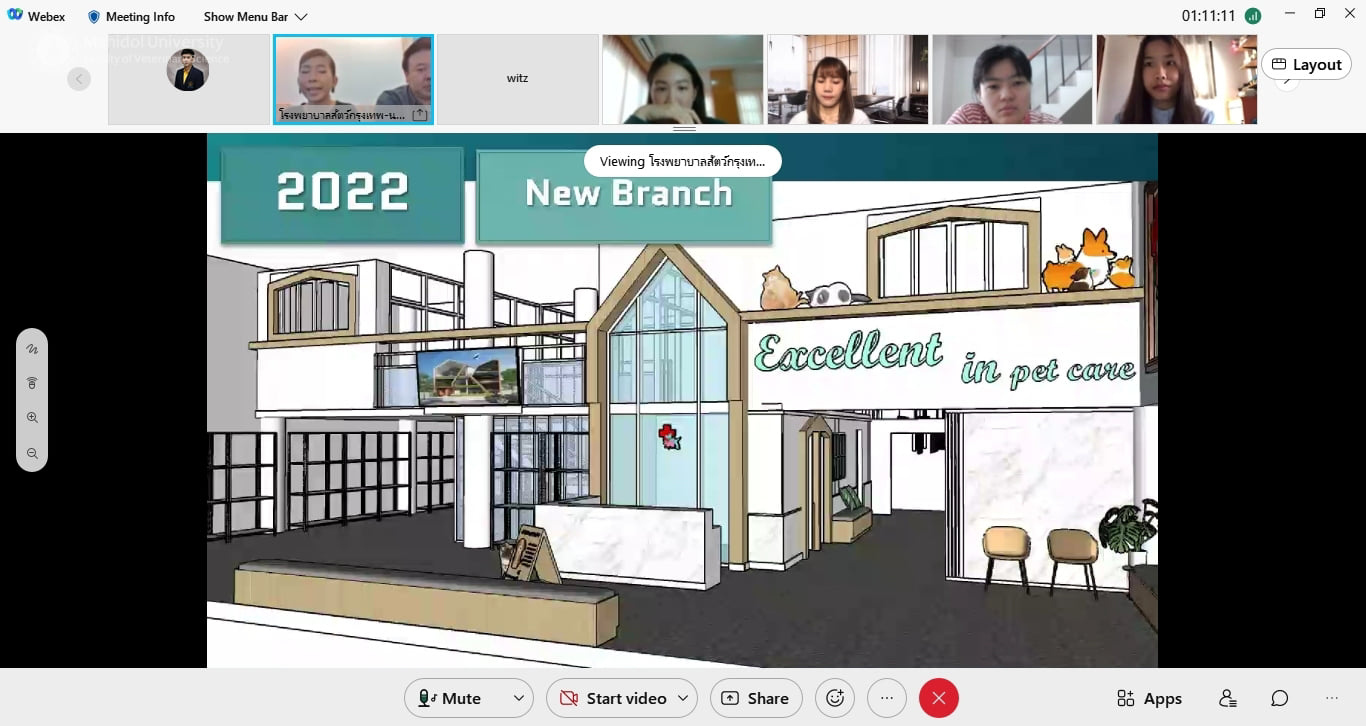 Webex
Meeting Info
Show Menu Bar
01:11:11
Mahidol University
Faculty of Veterinary Science
โรงพยาบาลสัตว์กรุงเทพ-น...
witz
Layout
Viewing โรงพยาบาลสัตว์กรุงเท...
2022
New Branch
Excellent in pet care
Mute
Start video
Share
Apps